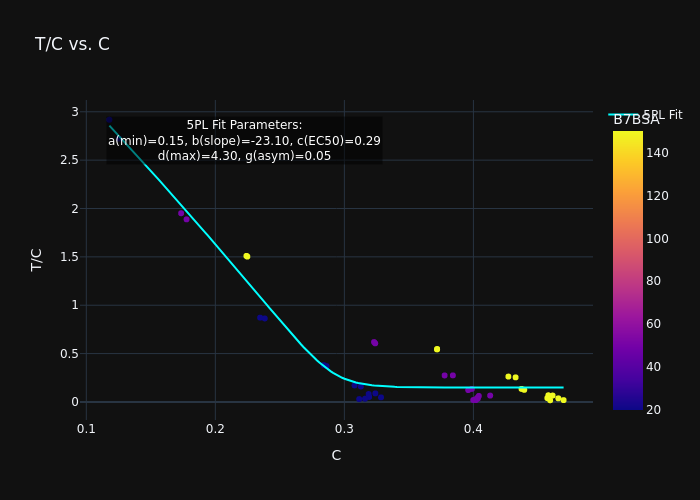 T/C vs. C
5PL Fit Parameters:
a(min)=0.15, b(slope)=-23.10, c(EC50)=0.29
d(max)=4.30, g(asym)=0.05
5PL Fit
B7BSA
140
120
100
80
60
40
20
3
2.5
2
1.5
1
0.5
0
T/C
0.1
0.2
0.3
0.4
C